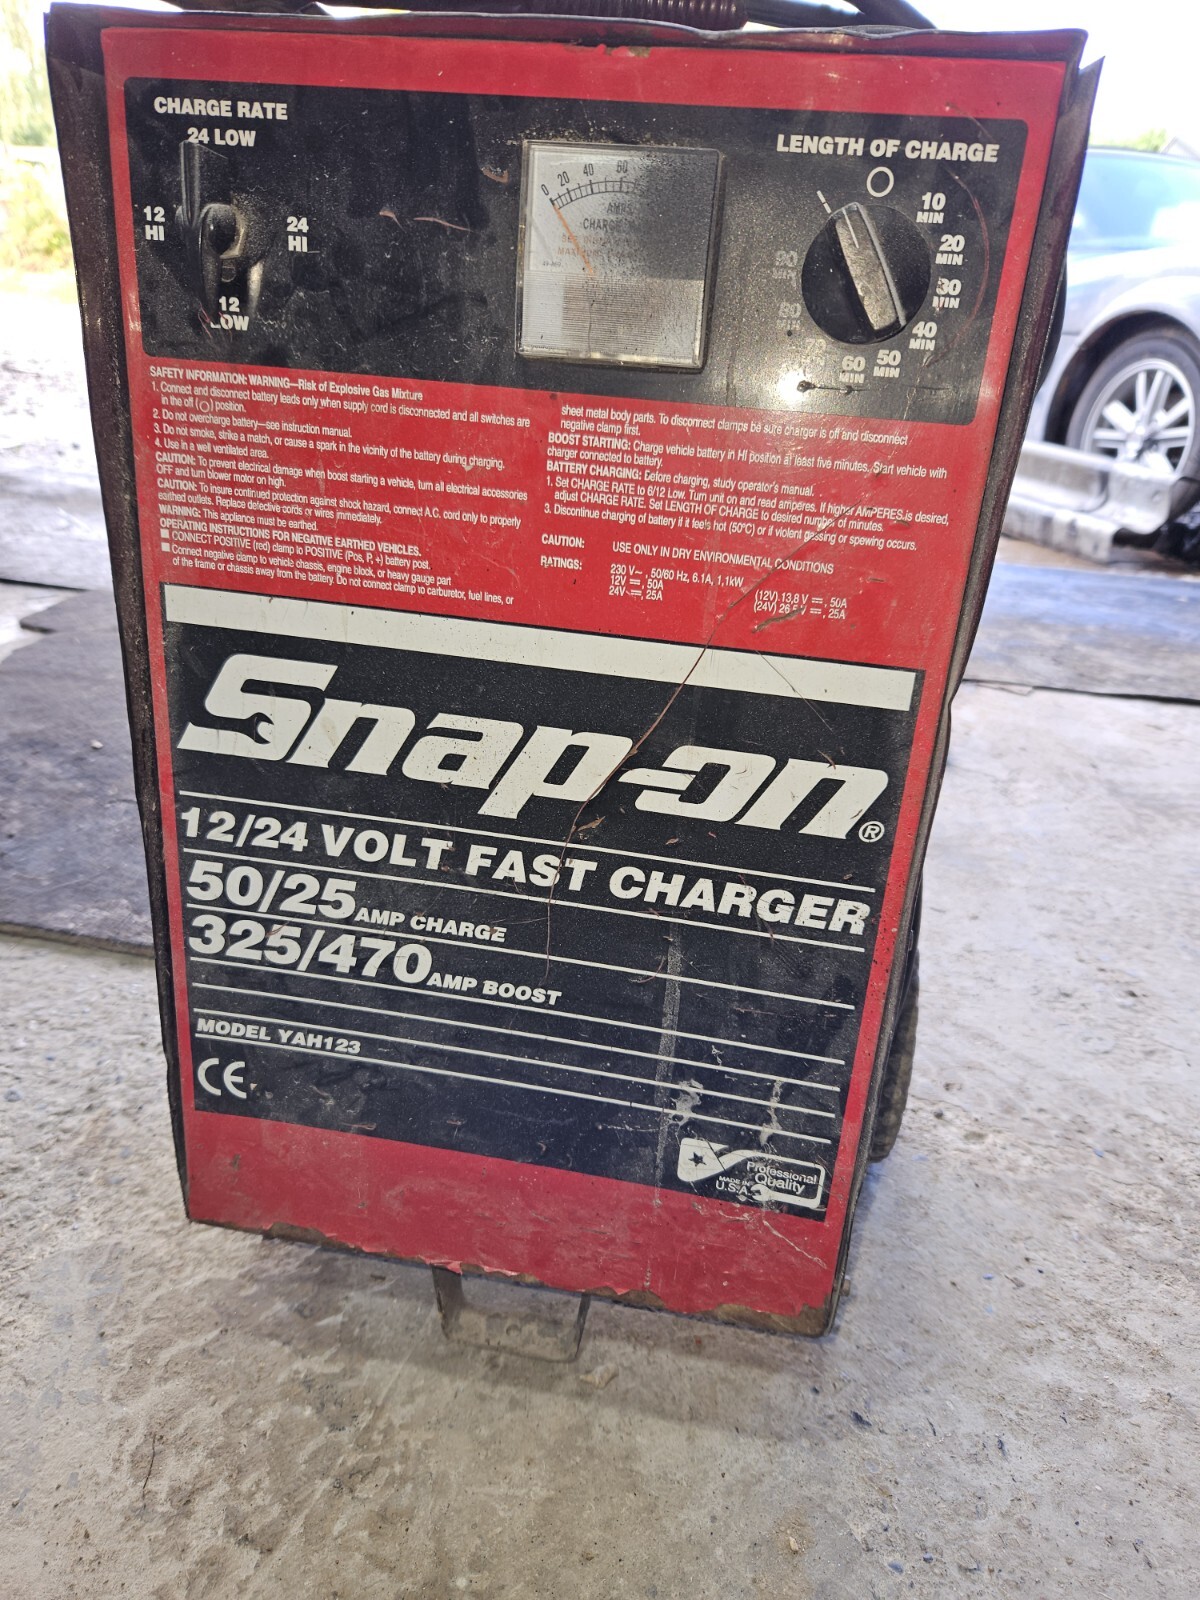 CHARGE RATE
24 LOW
12
HI
24
HI
12
LOW
0 20 40 60
AMPS
CHARGE
LENGTH OF CHARGE
O
10
MIN
20
MIN
30
MIN
40
MIN
50
MIN
60
MIN
70
80
90
MIN
SAFETY INFORMATION: WARNING—Risk of Explosive Gas Mixture
1. Connect and disconnect battery leads only when supply cord is disconnected and all switches are
in the off (O) position.
2. Do not overcharge battery—see instruction manual.
3. Do not smoke, strike a match, or cause a spark in the vicinity of the battery during charging.
4. Use in a well ventilated area.
CAUTION: To prevent electrical damage when boost starting a vehicle, turn all electrical accessories
OFF and turn blower motor on high.
CAUTION: To insure continued protection against shock hazard, connect A.C. cord only to properly
earthed outlets. Replace defective cords or wires immediately.
WARNING: This appliance must be earthed.
OPERATING INSTRUCTIONS FOR NEGATIVE EARTHED VEHICLES.
■ CONNECT POSITIVE (red) clamp to POSITIVE (Pos, P, +) battery post.
■ Connect negative clamp to vehicle chassis, engine block, or heavy gauge part
of the frame or chassis away from the battery. Do not connect clamp to carburetor, fuel lines, or
sheet metal body parts. To disconnect clamps be sure charger is off and disconnect
negative clamp first.
BOOST STARTING: Charge vehicle battery in HI position at least five minutes. Start vehicle with
charger connected to battery.
BATTERY CHARGING: Before charging, study operator's manual.
1. Set CHARGE RATE to 6/12 Low. Turn unit on and read amperes. If higher AMPERES is desired,
adjust CHARGE RATE. Set LENGTH OF CHARGE to desired number of minutes.
3. Discontinue charging of battery if it feels hot (50°C) or if violent gassing or spewing occurs.
CAUTION: USE ONLY IN DRY ENVIRONMENTAL CONDITIONS
RATINGS: 230 V~, 50/60 Hz, 6.1A, 1,1kW
12V ⎓, 50A (12V) 13,8 V ⎓, 50A
24V ⎓, 25A (24V) 26,5 V ⎓, 25A
Snap-on®
12/24 VOLT FAST CHARGER
50/25 AMP CHARGE
325/470 AMP BOOST
MODEL YAH123
CE
Professional
Quality
MADE IN
U.S.A.